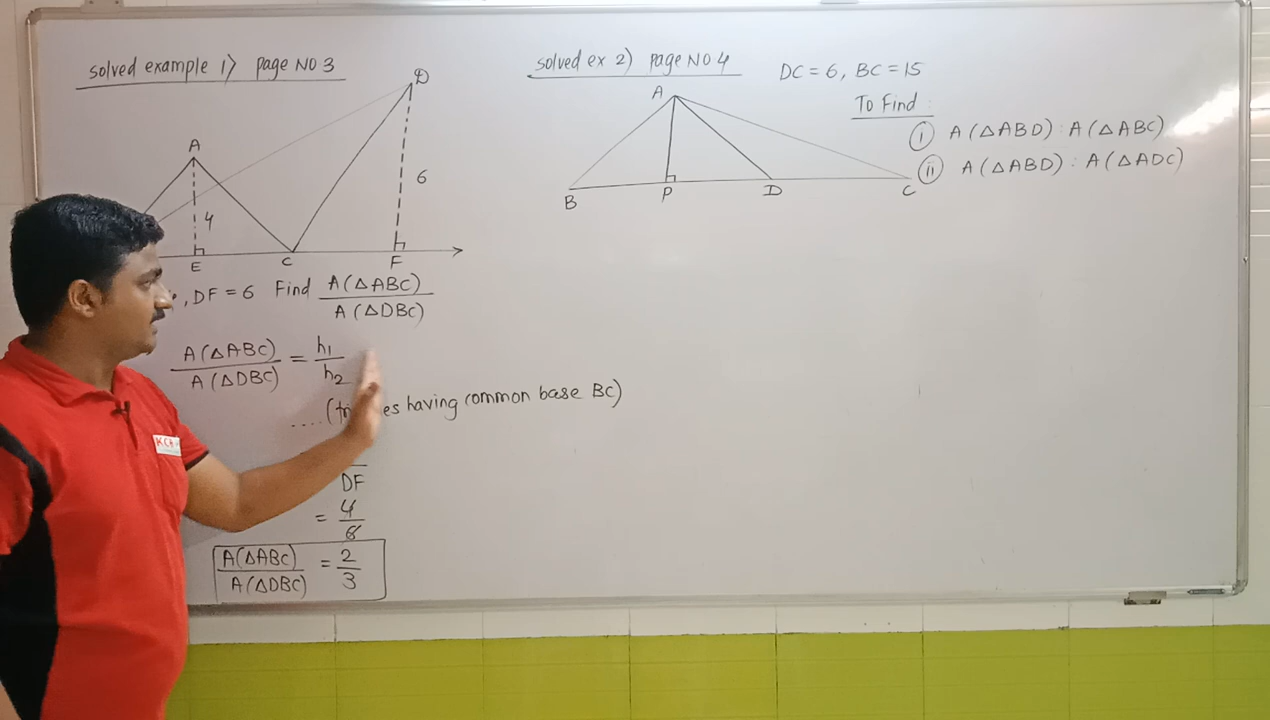 solved example 1) page NO 3
D
A
6
4
E C F
, DF = 6 Find A(△ABC)
A(△DBC)
A(△ABC) = h1
A(△DBC) h2
....( es having common base BC)
DF
= 4
6
A(△ABC) = 2
A(△DBC) 3
solved ex 2) page NO 4
DC = 6, BC = 15
To Find :
(i) A(△ABD) : A(△ABC)
(ii) A(△ABD) : A(△ADC)
A
B P D C